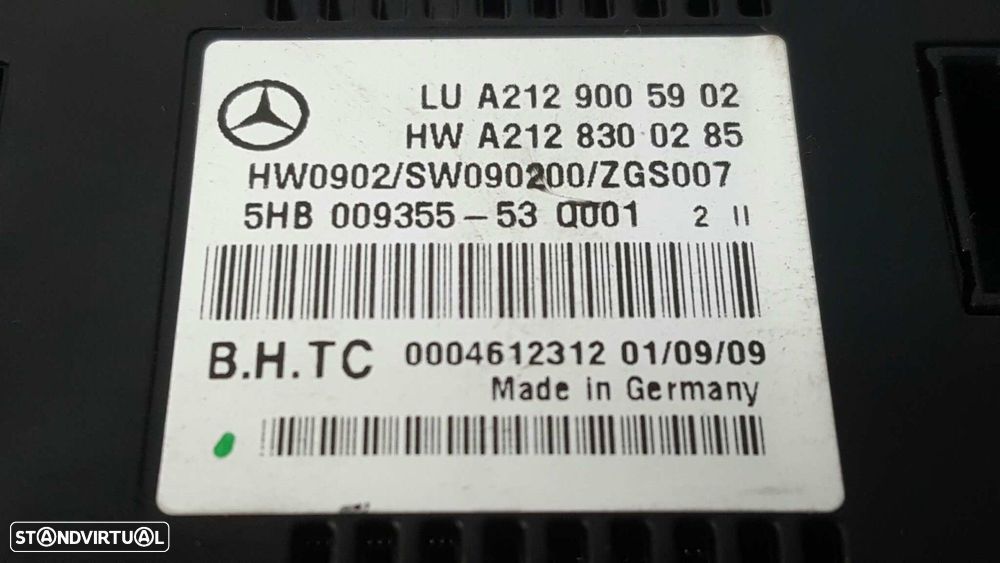 LU A212 900 59 02
HW A212 830 02 85
HW0902/SW090200/ZGS007
5HB 009355-53 Q001 2 II
B.H.TC 0004612312 01/09/09
Made in Germany
STANDVIRTUAL